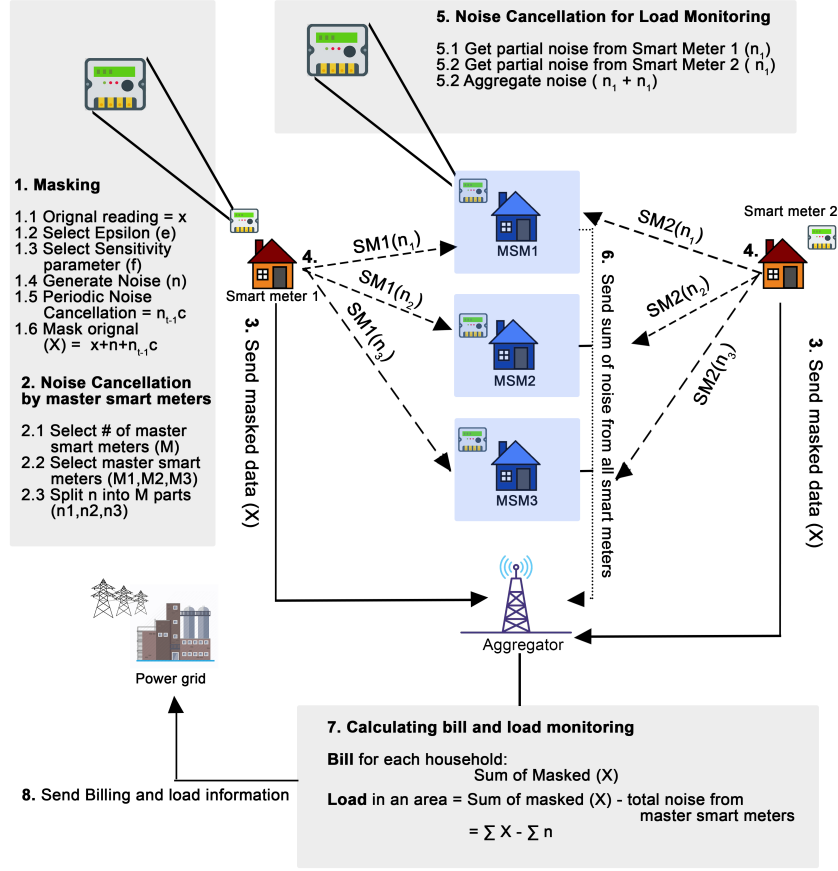 5. Noise Cancellation for Load Monitoring
5.1 Get partial noise from Smart Meter 1 (n1)
5.2 Get partial noise from Smart Meter 2 ( n1)
5.2 Aggregate noise ( n1 + n1)
1. Masking
1.1 Orignal reading = x
1.2 Select Epsilon (e)
1.3 Select Sensitivity
parameter (f)
1.4 Generate Noise (n)
1.5 Periodic Noise
Cancellation = nt-1c
1.6 Mask orignal
(X) = x+n+nt-1c
2. Noise Cancellation
by master smart meters
2.1 Select # of master
smart meters (M)
2.2 Select master smart
meters (M1,M2,M3)
2.3 Split n into M parts
(n1,n2,n3)
Smart meter 1
4.
SM1(n1)
SM1(n2)
SM1(n3)
3. Send masked data (X)
MSM1
MSM2
MSM3
6. Send sum of noise from all smart meters
Smart meter 2
4.
SM2(n1)
SM2(n2)
SM2(n3)
3. Send masked data (X)
Aggregator
Power grid
7. Calculating bill and load monitoring
Bill for each household:
Sum of Masked (X)
Load in an area = Sum of masked (X) - total noise from
master smart meters
= ∑ X - ∑ n
8. Send Billing and load information